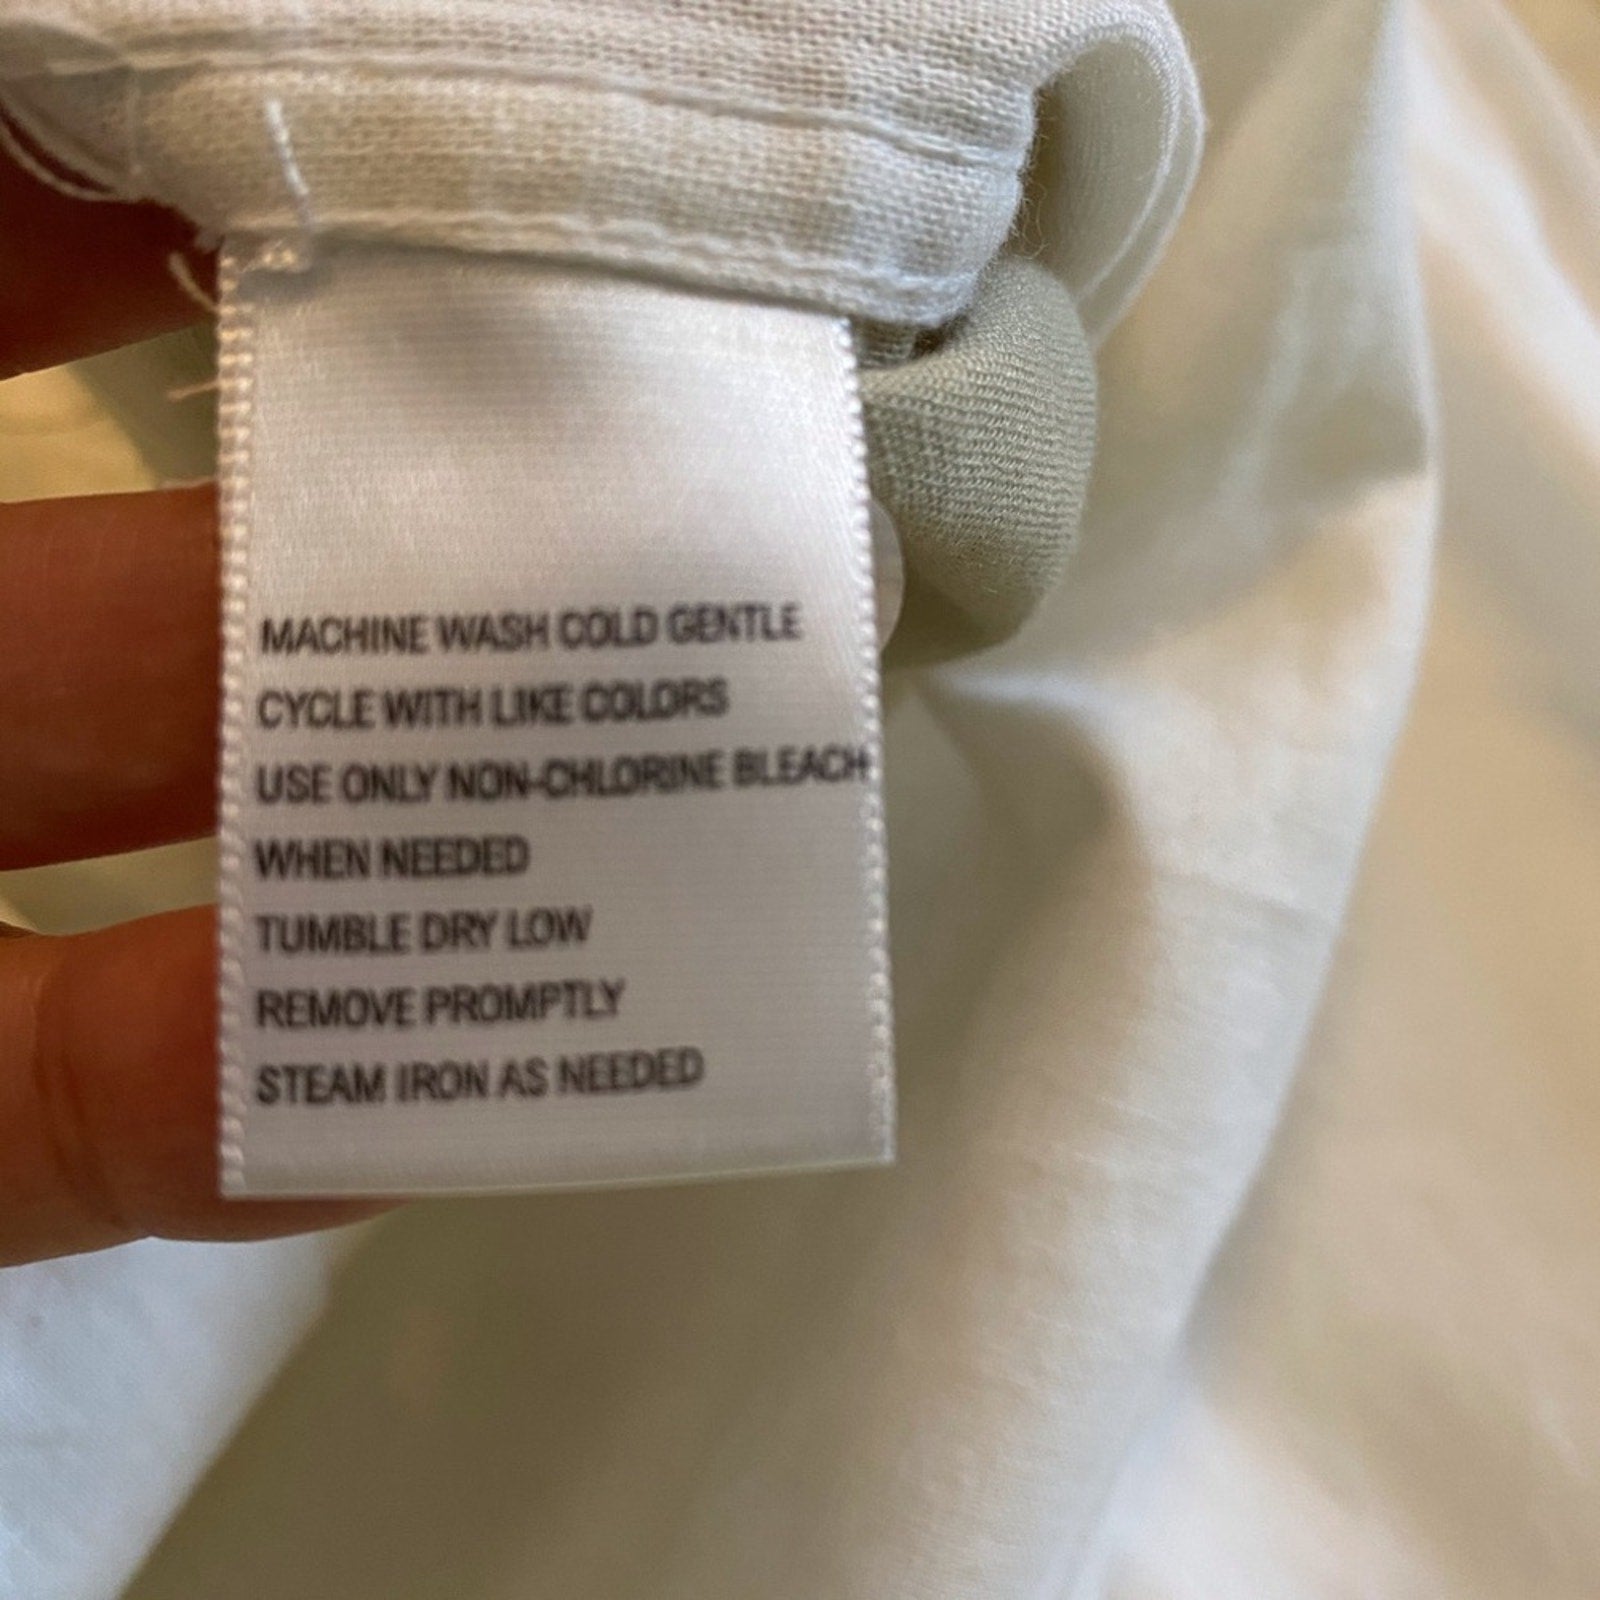 MACHINE WASH COLD GENTLE
CYCLE WITH LIKE COLORS
USE ONLY NON-CHLORINE BLEACH
WHEN NEEDED
TUMBLE DRY LOW
REMOVE PROMPTLY
STEAM IRON AS NEEDED